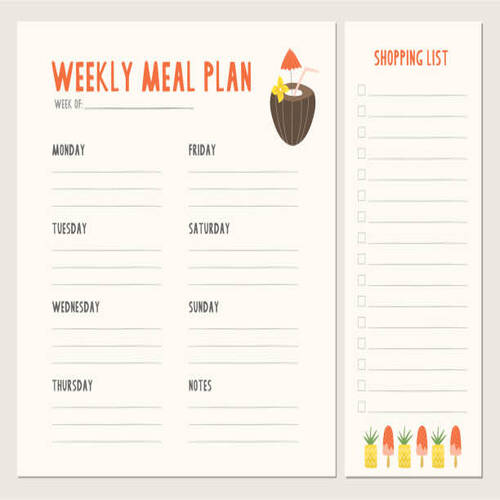 WEEKLY MEAL PLAN
WEEK OF:
MONDAY
TUESDAY
WEDNESDAY
THURSDAY
FRIDAY
SATURDAY
SUNDAY
NOTES
SHOPPING LIST